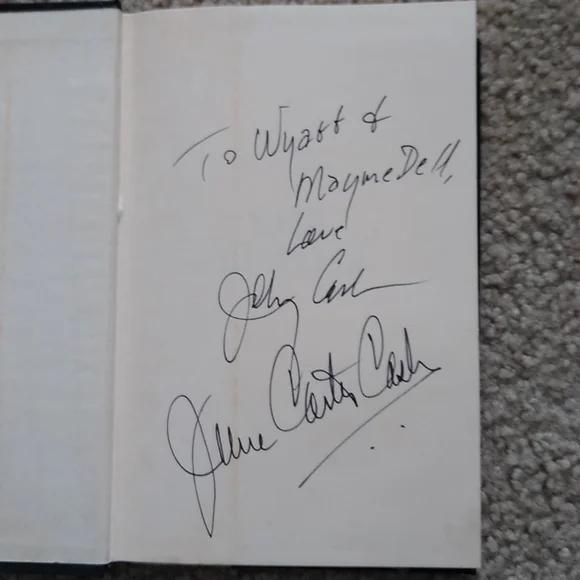 To Wyatt &
Mayme Dell,
Love
Johnny Cash
June Carter Cash